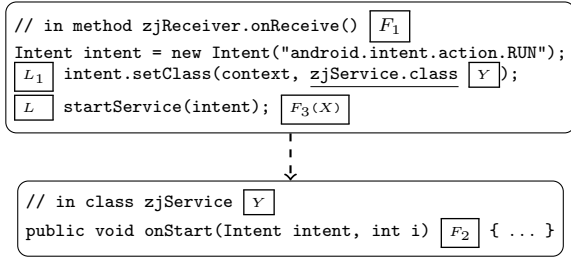 // in method zjReceiver.onReceive() F₁
Intent intent = new Intent("android.intent.action.RUN");
L₁ intent.setClass(context, zjService.class Y );
L startService(intent); F₃(X)
// in class zjService Y
public void onStart(Intent intent, int i) F₂ { ... }